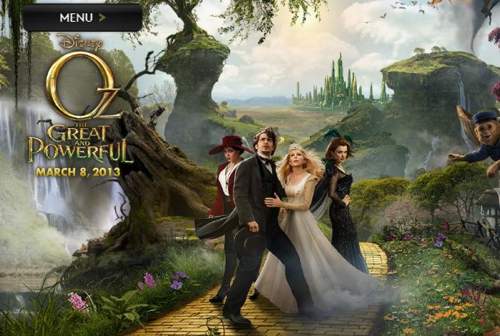 MENU >
Disney
OZ
THE
GREAT
AND
POWERFUL
MARCH 8, 2013